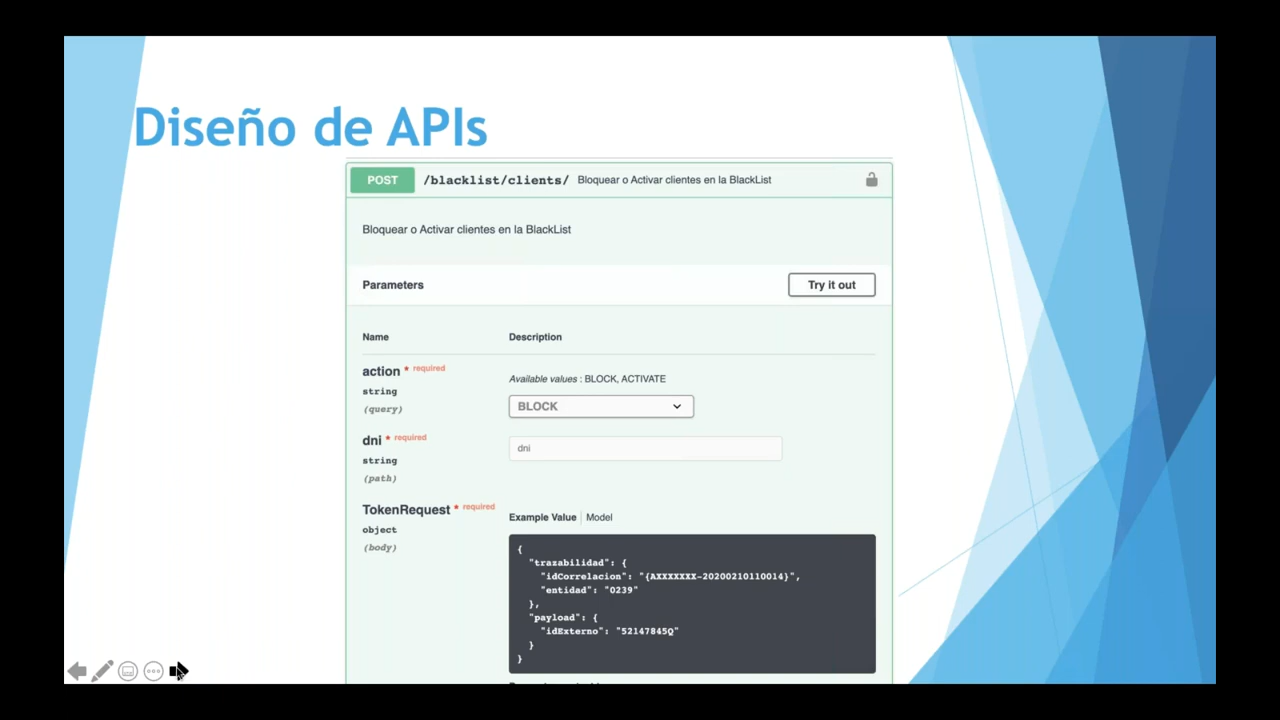 Diseño de APIs
POST /blacklist/clients/ Bloquear o Activar clientes en la BlackList
Bloquear o Activar clientes en la BlackList
Parameters Try it out
Name Description
action * required
string
(query)
Available values : BLOCK, ACTIVATE
BLOCK
dni * required
string
(path)
dni
TokenRequest * required
object
(body)
Example Value Model
{
"trazabilidad": {
"idCorrelacion": "{AXXXXXXX-20200210110014}",
"entidad": "0239"
},
"payload": {
"idExterno": "52147845Q"
}
}